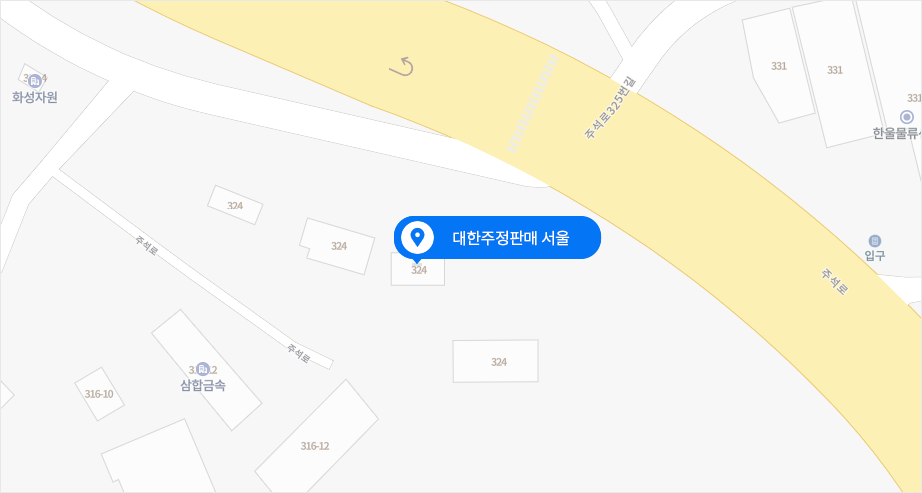 331
331
331
화성자원
한울물류
주석로325번길
324
주석로
324
대한주정판매 서울
324
입구
주석로
주석로
324
삼합금속
316-10
316-12